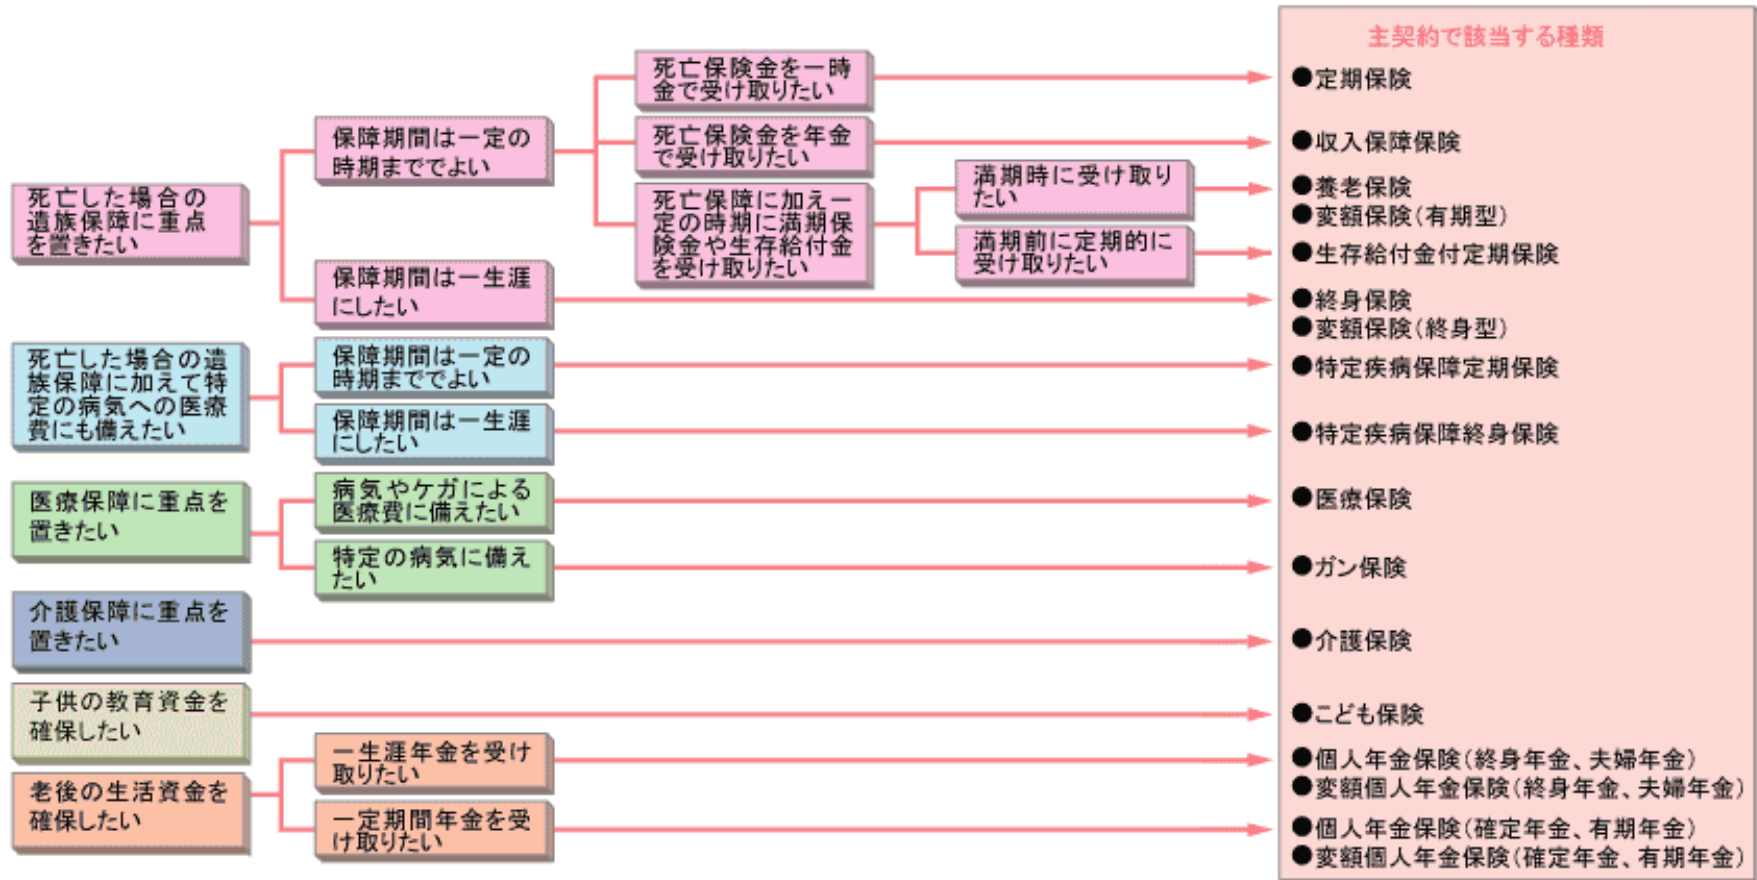 主契約で該当する種類
死亡した場合の
遺族保障に重点
を置きたい
保障期間は一定の
時期まででよい
死亡保険金を一時
金で受け取りたい
●定期保険
死亡保険金を年金
で受け取りたい
●収入保障保険
死亡保障に加え一
定の時期に満期保
険金や生存給付金
を受け取りたい
満期時に受け取り
たい
●養老保険
●変額保険(有期型)
満期前に定期的に
受け取りたい
●生存給付金付定期保険
保障期間は一生涯
にしたい
●終身保険
●変額保険(終身型)
死亡した場合の遺
族保障に加えて特
定の病気への医療
費にも備えたい
保障期間は一定の
時期まででよい
●特定疾病保障定期保険
保障期間は一生涯
にしたい
●特定疾病保障終身保険
医療保障に重点を
置きたい
病気やケガによる
医療費に備えたい
●医療保険
特定の病気に備え
たい
●ガン保険
介護保障に重点を
置きたい
●介護保険
子供の教育資金を
確保したい
●こども保険
老後の生活資金を
確保したい
一生涯年金を受け
取りたい
●個人年金保険(終身年金、夫婦年金)
●変額個人年金保険(終身年金、夫婦年金)
一定期間年金を受
け取りたい
●個人年金保険(確定年金、有期年金)
●変額個人年金保険(確定年金、有期年金)